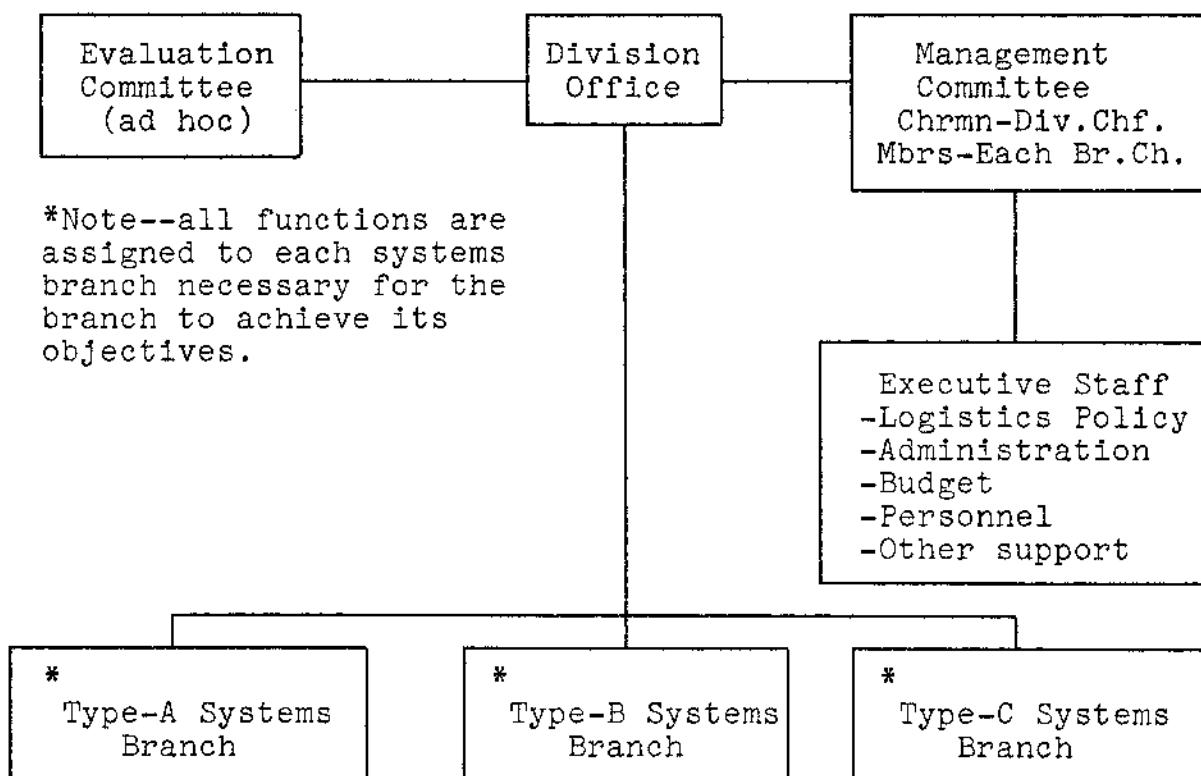 Evaluation
Committee
(ad hoc)
Division
Office
Management
Committee
Chrmn-Div.Chf.
Mbrs-Each Br.Ch.
*Note--all functions are
assigned to each systems
branch necessary for the
branch to achieve its
objectives.
Executive Staff
-Logistics Policy
-Administration
-Budget
-Personnel
-Other support
*
Type-A Systems
Branch
*
Type-B Systems
Branch
*
Type-C Systems
Branch